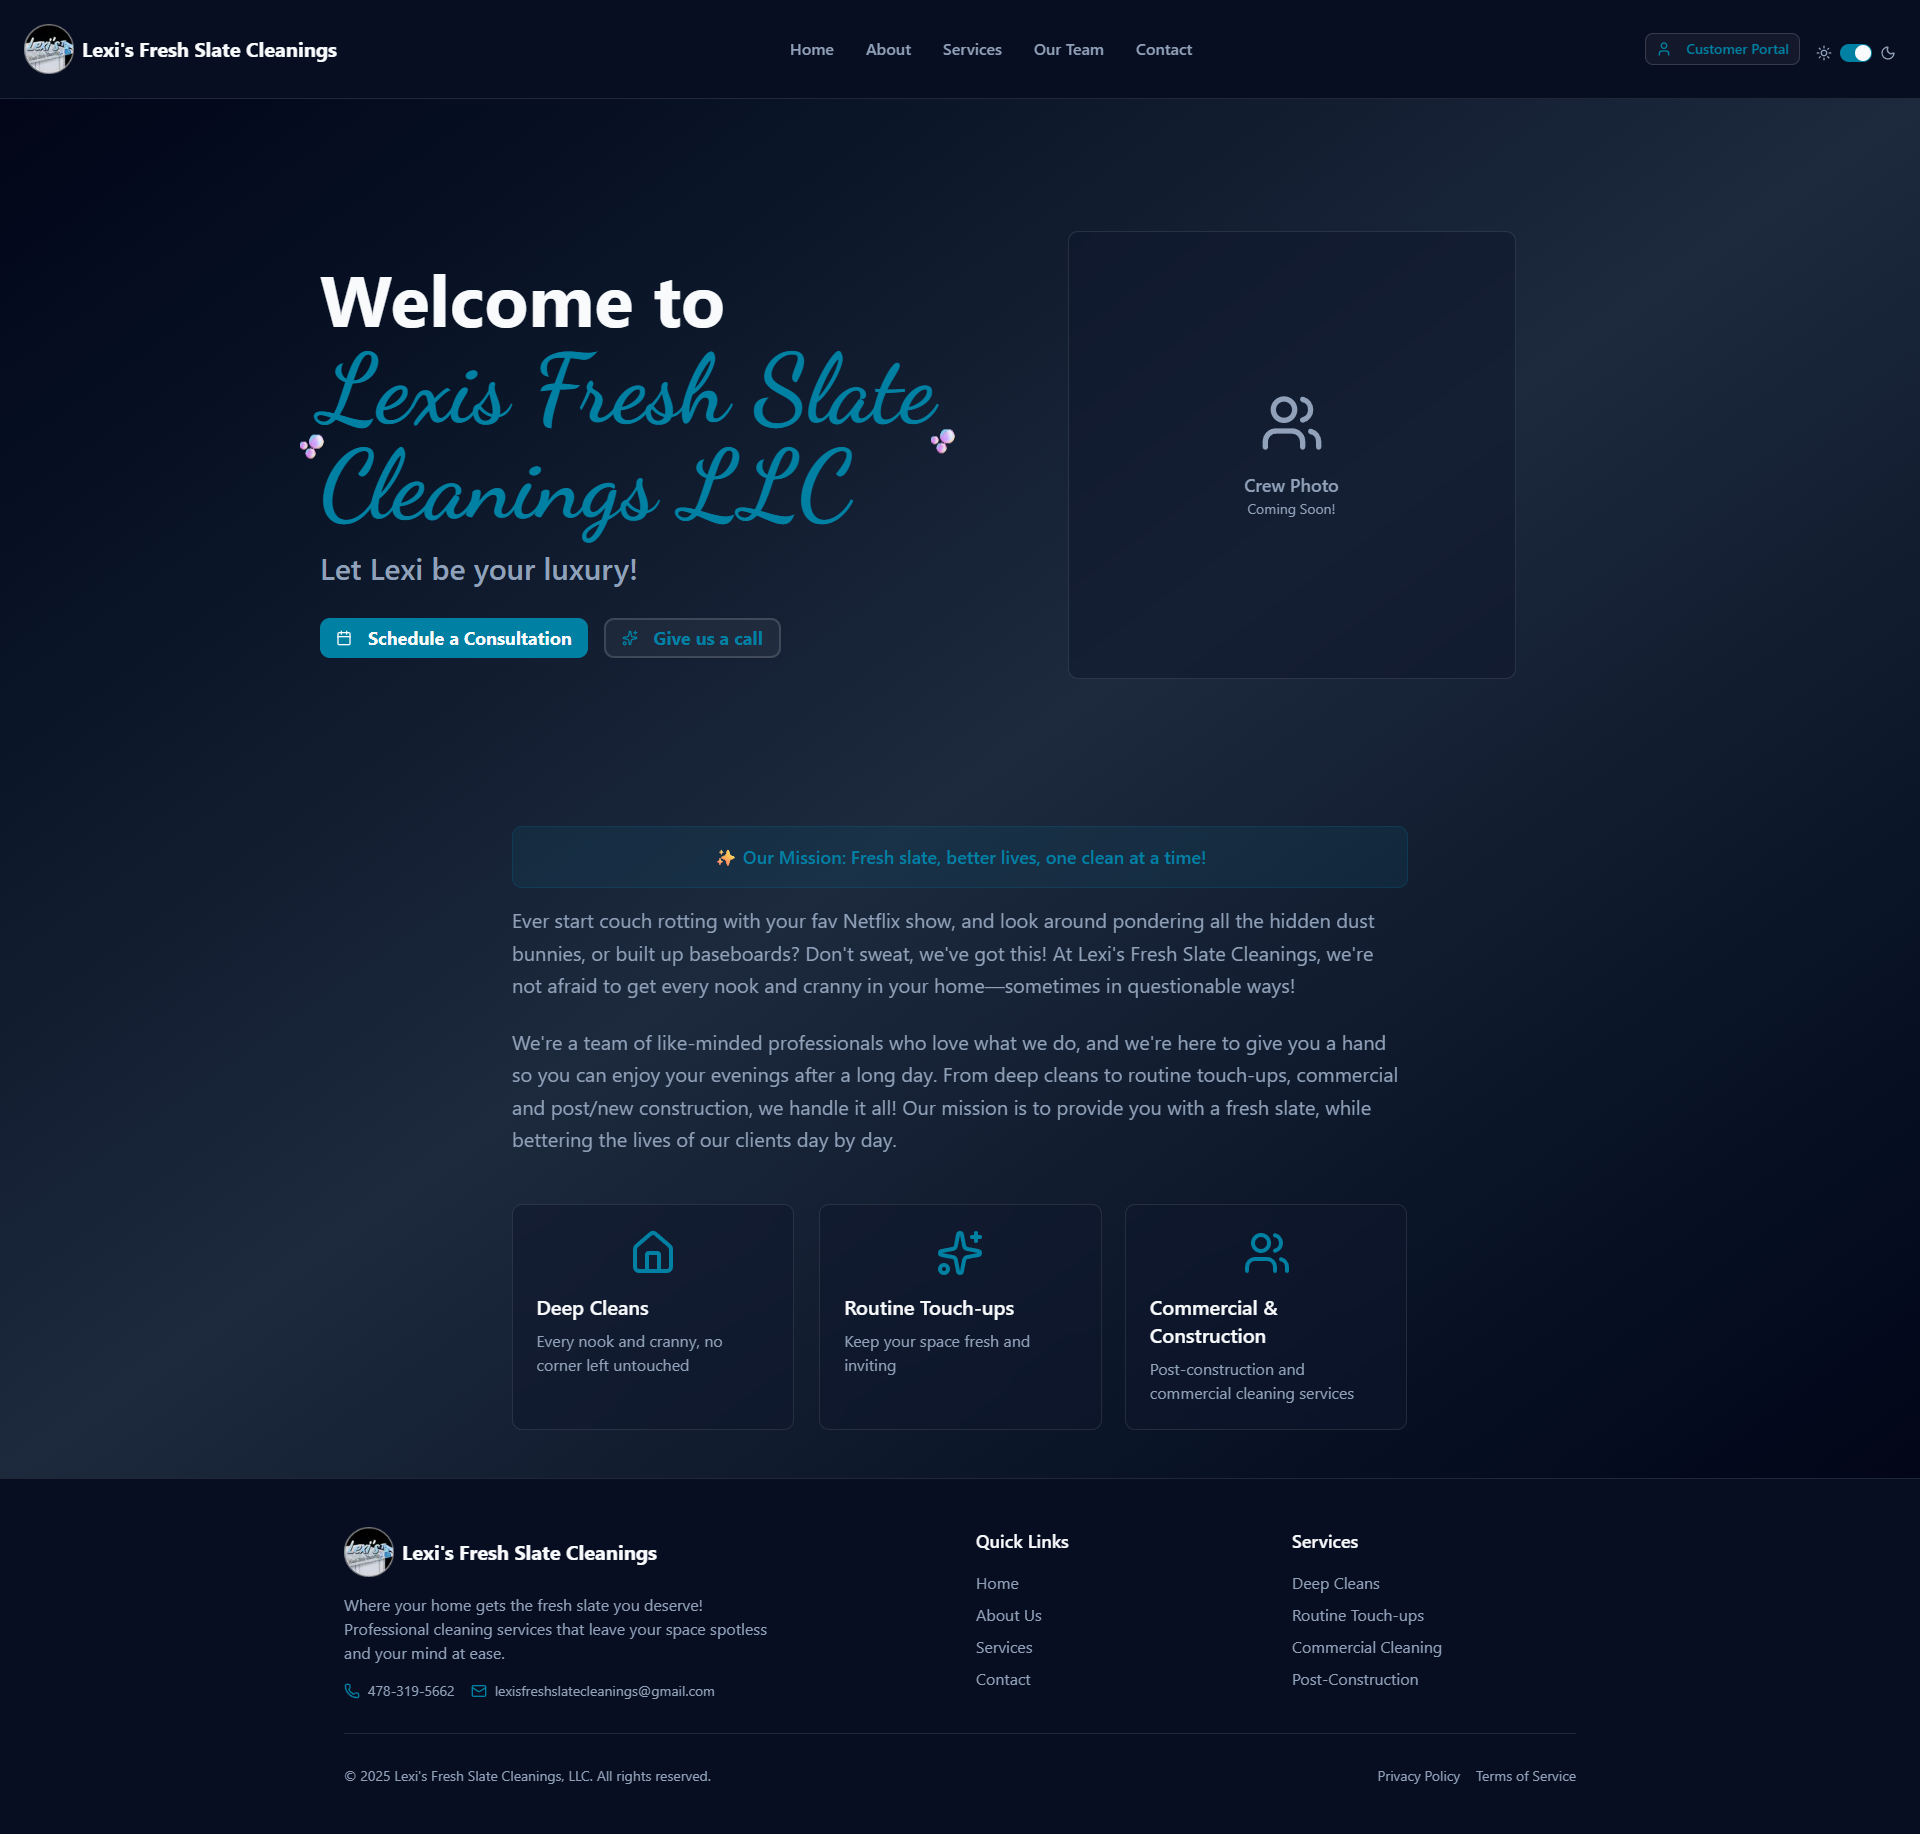 Lexi's Fresh Slate Cleanings
Home
About
Services
Our Team
Contact
Customer Portal
Welcome to
Lexis Fresh Slate
Cleanings LLC
Let Lexi be your luxury!
Schedule a Consultation
Give us a call
Crew Photo
Coming Soon!
✨ Our Mission: Fresh slate, better lives, one clean at a time!
Ever start couch rotting with your fav Netflix show, and look around pondering all the hidden dust
bunnies, or built up baseboards? Don't sweat, we've got this! At Lexi's Fresh Slate Cleanings, we're
not afraid to get every nook and cranny in your home—sometimes in questionable ways!
We're a team of like-minded professionals who love what we do, and we're here to give you a hand
so you can enjoy your evenings after a long day. From deep cleans to routine touch-ups, commercial
and post/new construction, we handle it all! Our mission is to provide you with a fresh slate, while
bettering the lives of our clients day by day.
Deep Cleans
Every nook and cranny, no
corner left untouched
Routine Touch-ups
Keep your space fresh and
inviting
Commercial &
Construction
Post-construction and
commercial cleaning services
Lexi's
Lexi's Fresh Slate Cleanings
Where your home gets the fresh slate you deserve!
Professional cleaning services that leave your space spotless
and your mind at ease.
478-319-5662
lexisfreshslatecleanings@gmail.com
Quick Links
Home
About Us
Services
Contact
Services
Deep Cleans
Routine Touch-ups
Commercial Cleaning
Post-Construction
© 2025 Lexi's Fresh Slate Cleanings, LLC. All rights reserved.
Privacy Policy
Terms of Service